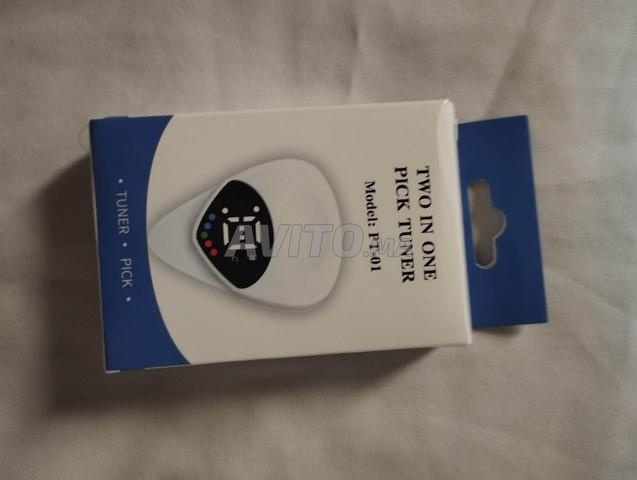 TWO IN ONE
PICK TUNER
Model: PT-01
• TUNER • PICK •
AVITO.ma